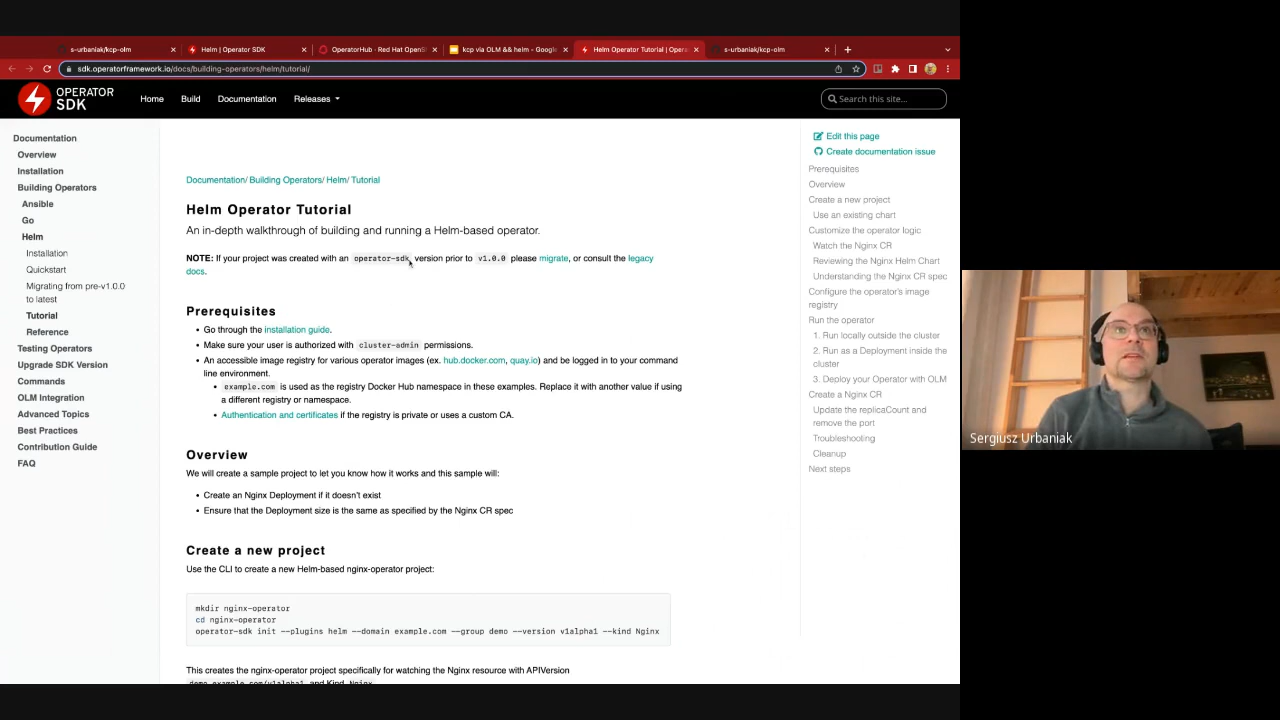 s-urbaniak/kcp-olm
Helm | Operator SDK
OperatorHub · Red Hat OpenSh
kcp via OLM && helm - Google
Helm Operator Tutorial | Opera
s-urbaniak/kcp-olm
sdk.operatorframework.io/docs/building-operators/helm/tutorial/
OPERATOR
SDK
Home
Build
Documentation
Releases
Search this site…
Documentation
Overview
Installation
Building Operators
Ansible
Go
Helm
Installation
Quickstart
Migrating from pre-v1.0.0
to latest
Tutorial
Reference
Testing Operators
Upgrade SDK Version
Commands
OLM Integration
Advanced Topics
Best Practices
Contribution Guide
FAQ
Documentation/ Building Operators/ Helm/ Tutorial
Helm Operator Tutorial
An in-depth walkthrough of building and running a Helm-based operator.
NOTE: If your project was created with an operator-sdk version prior to v1.0.0 please migrate, or consult the legacy
docs.
Prerequisites
• Go through the installation guide.
• Make sure your user is authorized with cluster-admin permissions.
• An accessible image registry for various operator images (ex. hub.docker.com, quay.io) and be logged in to your command
line environment.
• example.com is used as the registry Docker Hub namespace in these examples. Replace it with another value if using
a different registry or namespace.
• Authentication and certificates if the registry is private or uses a custom CA.
Overview
We will create a sample project to let you know how it works and this sample will:
• Create an Nginx Deployment if it doesn't exist
• Ensure that the Deployment size is the same as specified by the Nginx CR spec
Create a new project
Use the CLI to create a new Helm-based nginx-operator project:
mkdir nginx-operator
cd nginx-operator
operator-sdk init --plugins helm --domain example.com --group demo --version v1alpha1 --kind Nginx
This creates the nginx-operator project specifically for watching the Nginx resource with APIVersion
demo.example.com/v1alpha1 and Kind Nginx
Edit this page
Create documentation issue
Prerequisites
Overview
Create a new project
Use an existing chart
Customize the operator logic
Watch the Nginx CR
Reviewing the Nginx Helm Chart
Understanding the Nginx CR spec
Configure the operator's image
registry
Run the operator
1. Run locally outside the cluster
2. Run as a Deployment inside the
cluster
3. Deploy your Operator with OLM
Create a Nginx CR
Update the replicaCount and
remove the port
Troubleshooting
Cleanup
Next steps
Sergiusz Urbaniak